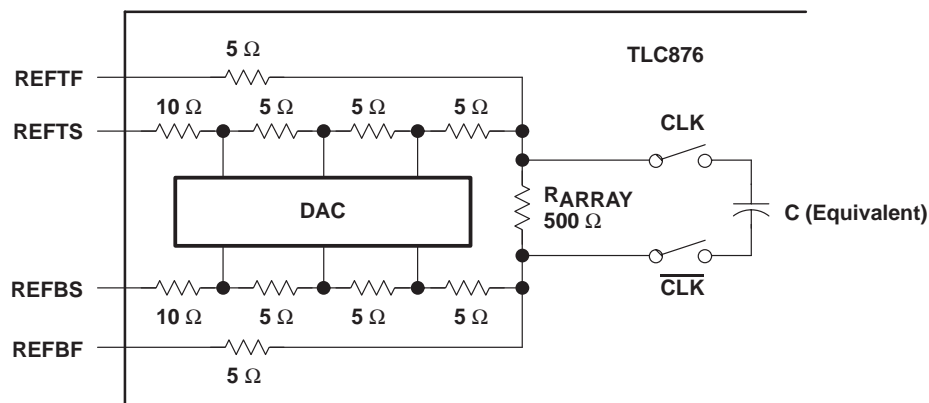 5 Ω
TLC876
REFTF
10 Ω 5 Ω 5 Ω 5 Ω
REFTS
CLK
RARRAY
500 Ω
DAC
C (Equivalent)
REFBS
CLK
10 Ω 5 Ω 5 Ω 5 Ω
REFBF
5 Ω